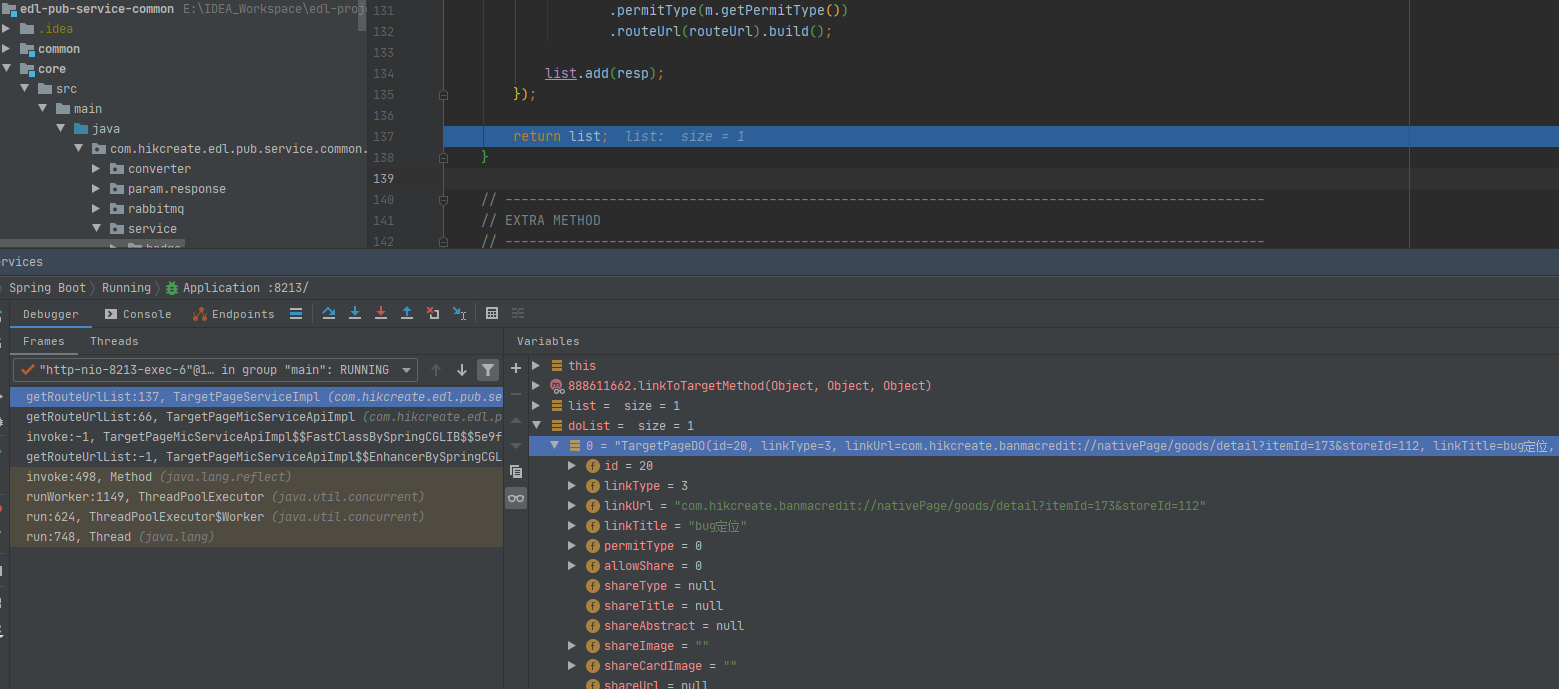 edl-pub-service-common E:\IDEA_Workspace\edl-proj
.idea
common
core
src
main
java
com.hikcreate.edl.pub.service.common.
converter
param.response
rabbitmq
service
131 .permitType(m.getPermitType())
132 .routeUrl(routeUrl).build();
133
134 list.add(resp);
135 });
136
137 return list; list: size = 1
138 }
139
140 // -----------------------------------------------------------------------------------------------
141 // EXTRA METHOD
142 // -----------------------------------------------------------------------------------------------
ervices
Spring Boot Running Application :8213/
Debugger Console Endpoints
Frames Threads
"http-nio-8213-exec-6"@1… in group "main": RUNNING
getRouteUrlList:137, TargetPageServiceImpl (com.hikcreate.edl.pub.se
getRouteUrlList:66, TargetPageMicServiceApiImpl (com.hikcreate.edl.p
invoke:-1, TargetPageMicServiceApiImpl$$FastClassBySpringCGLIB$$5e9f
getRouteUrlList:-1, TargetPageMicServiceApiImpl$$EnhancerBySpringCGL
invoke:498, Method (java.lang.reflect)
runWorker:1149, ThreadPoolExecutor (java.util.concurrent)
run:624, ThreadPoolExecutor$Worker (java.util.concurrent)
run:748, Thread (java.lang)
Variables
this
888611662.linkToTargetMethod(Object, Object, Object)
list = size = 1
doList = size = 1
0 = "TargetPageDO(id=20, linkType=3, linkUrl=com.hikcreate.banmacredit://nativePage/goods/detail?itemId=173&storeId=112, linkTitle=bug定位,
id = 20
linkType = 3
linkUrl = "com.hikcreate.banmacredit://nativePage/goods/detail?itemId=173&storeId=112"
linkTitle = "bug定位"
permitType = 0
allowShare = 0
shareType = null
shareTitle = null
shareAbstract = null
shareImage = ""
shareCardImage = ""
shareUrl = null